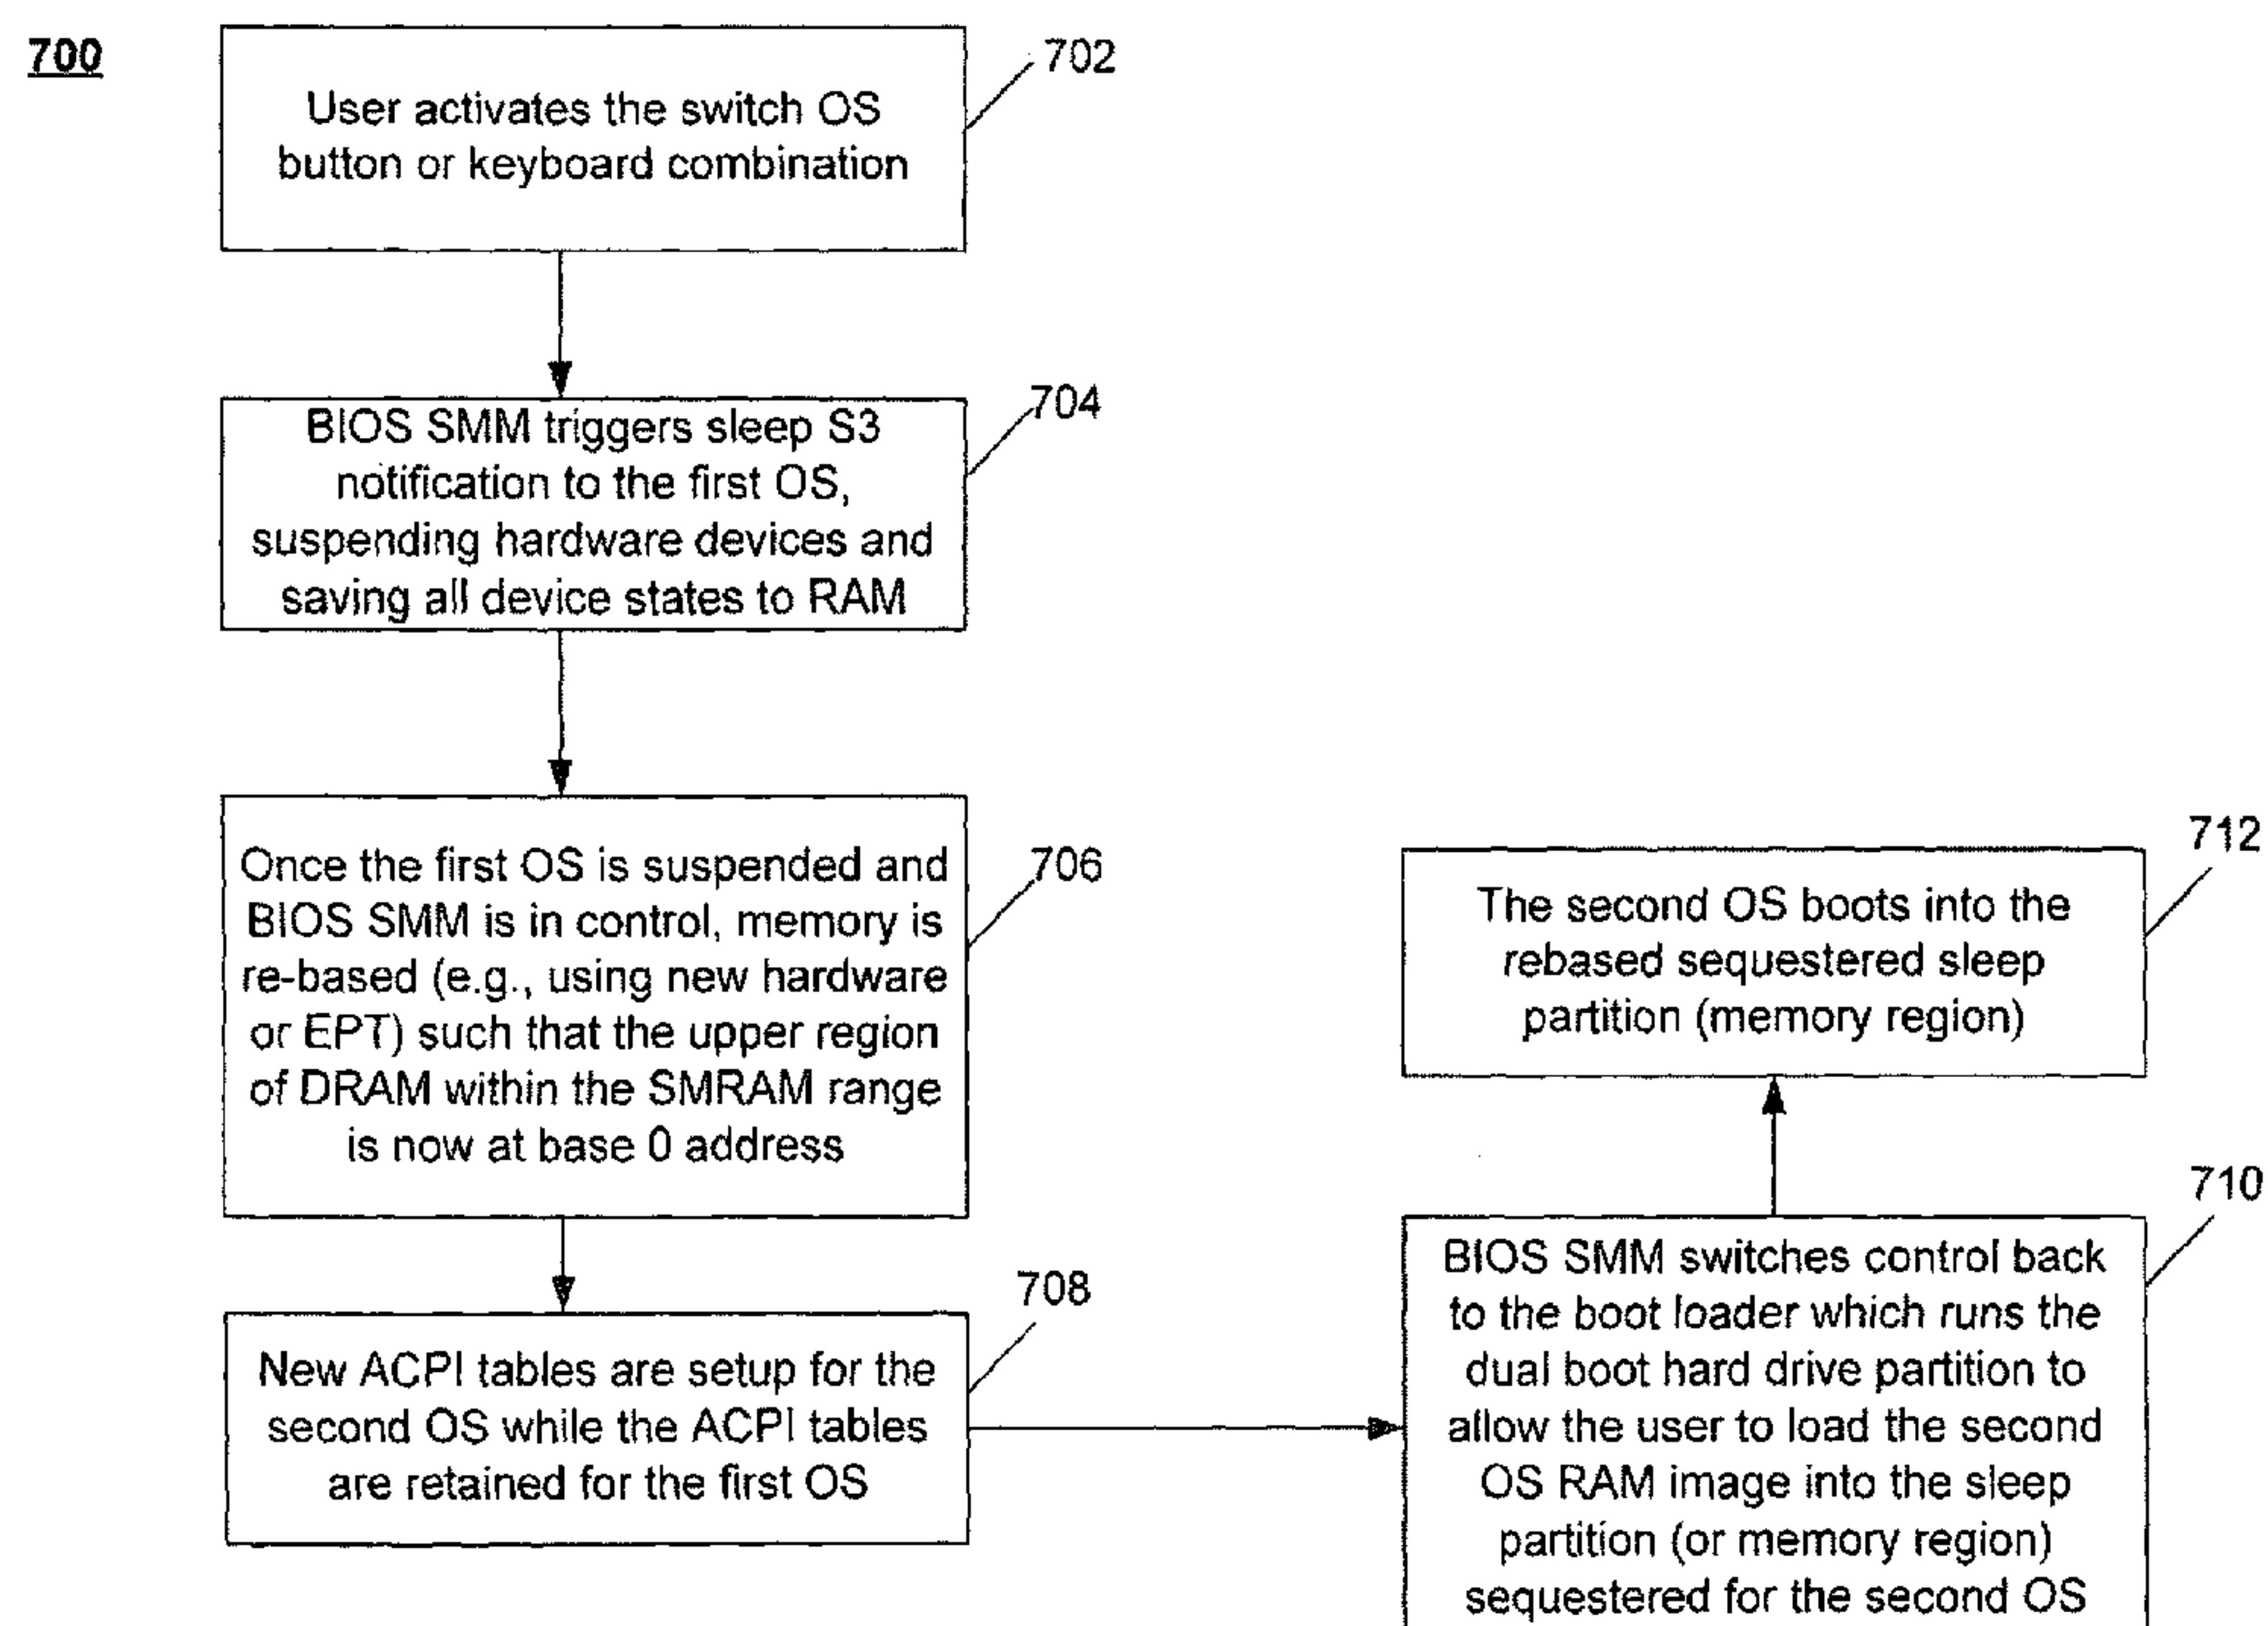 700
702
User activates the switch OS
button or keyboard combination
704
BIOS SMM triggers sleep S3
notification to the first OS,
suspending hardware devices and
saving all device states to RAM
706
Once the first OS is suspended and
BIOS SMM is in control, memory is
re-based (e.g., using new hardware
or EPT) such that the upper region
of DRAM within the SMRAM range
is now at base 0 address
708
New ACPI tables are setup for the
second OS while the ACPI tables
are retained for the first OS
710
BIOS SMM switches control back
to the boot loader which runs the
dual boot hard drive partition to
allow the user to load the second
OS RAM image into the sleep
partition (or memory region)
sequestered for the second OS
712
The second OS boots into the
rebased sequestered sleep
partition (memory region)